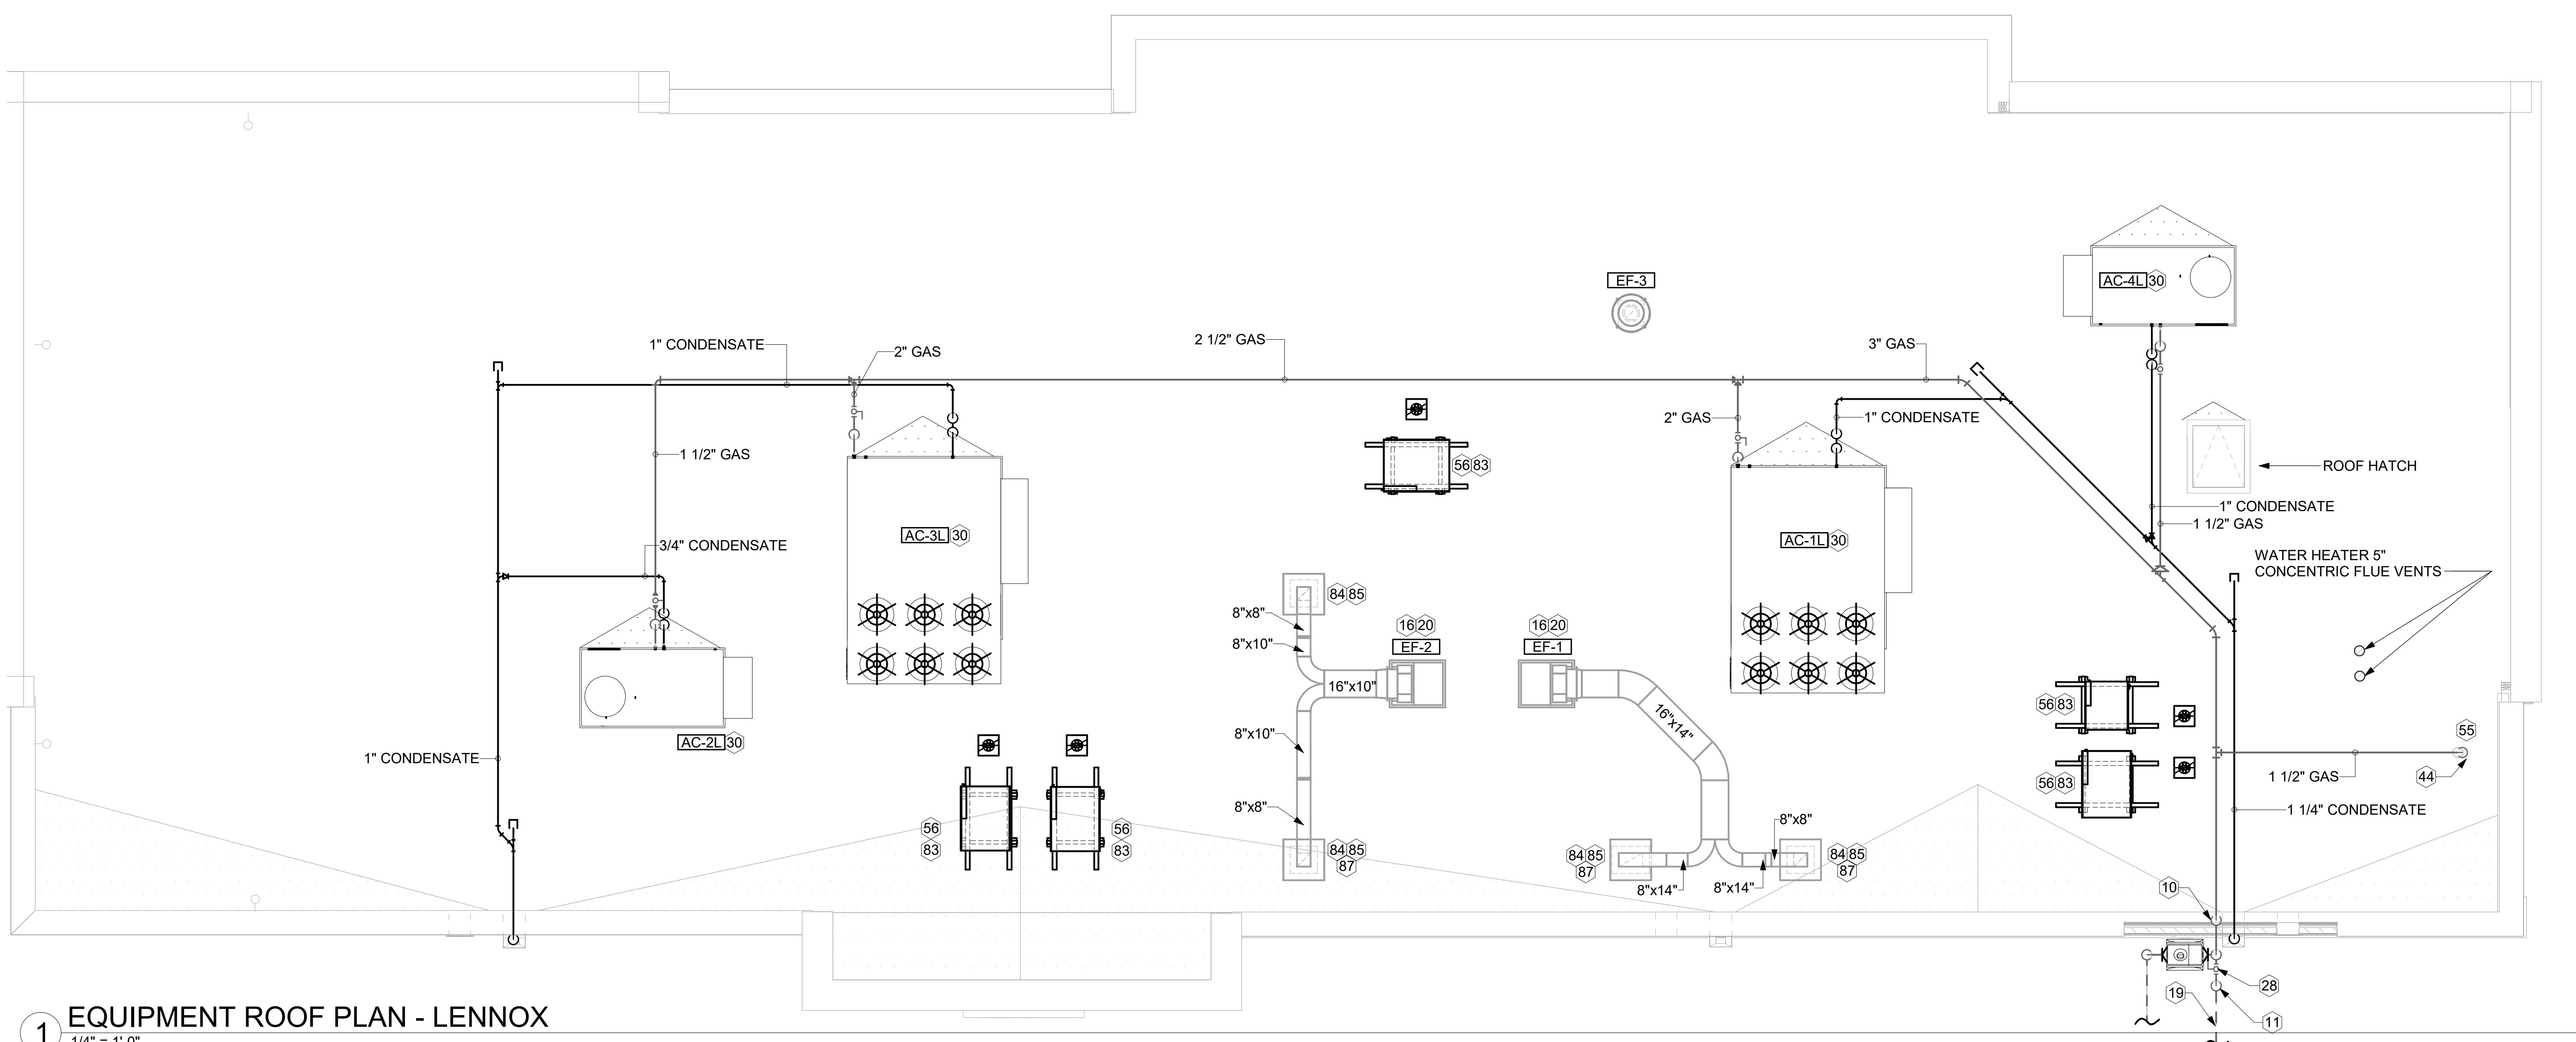 EF-3
AC-4L 30
1" CONDENSATE
2" GAS
2 1/2" GAS
3" GAS
2" GAS
1" CONDENSATE
1 1/2" GAS
56 83
ROOF HATCH
AC-3L 30
AC-1L 30
1" CONDENSATE
1 1/2" GAS
3/4" CONDENSATE
WATER HEATER 5"
CONCENTRIC FLUE VENTS
84 85
8"x8"
8"x10"
16 20
EF-2
16 20
EF-1
16"x10"
16"x14"
56 83
AC-2L 30
8"x10"
55
1" CONDENSATE
56 83
1 1/2" GAS
44
8"x8"
1 1/4" CONDENSATE
56
83
56
83
8"x8"
84 85
87
84 85
87
84 85
87
8"x14"
8"x14"
10
28
19
11
1
EQUIPMENT ROOF PLAN - LENNOX
1/4" = 1'-0"